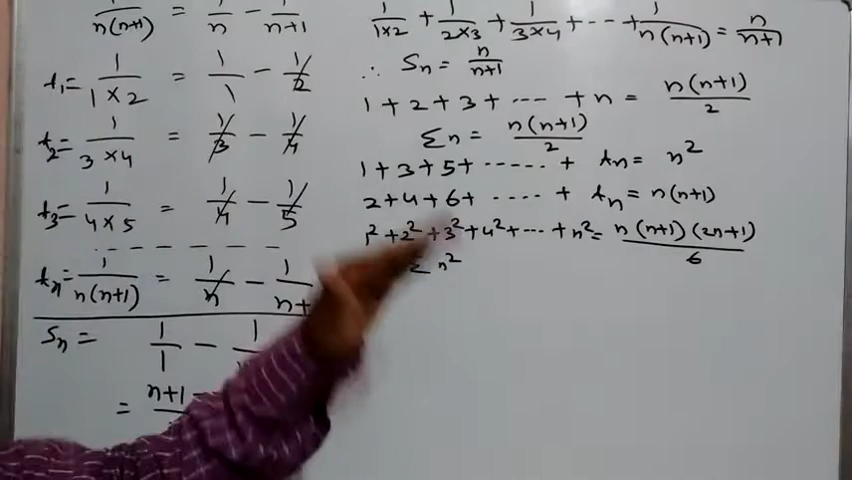 1/n(n+1) = 1/n - 1/n+1
t₁ = 1/1×2 = 1/1 - 1/2
t₂ = 1/3×4 = 1/3 - 1/4
t₃ = 1/4×5 = 1/4 - 1/5
- - - - - - - - - -
tₙ = 1/n(n+1) = 1/n - 1/n+
Sₙ = 1/1 - 1/
= n+1 -
1/1×2 + 1/2×3 + 1/3×4 + --- + 1/n(n+1) = n/n+1
∴ Sₙ = n/n+1
1 + 2 + 3 + ---- + n = n(n+1)/2
Σn = n(n+1)/2
1 + 3 + 5 + ------ + tₙ = n²
2 + 4 + 6 + ---- + tₙ = n(n+1)
1² + 2² + 3² + 4² + --- + n² = n(n+1)(2n+1)/6
n²